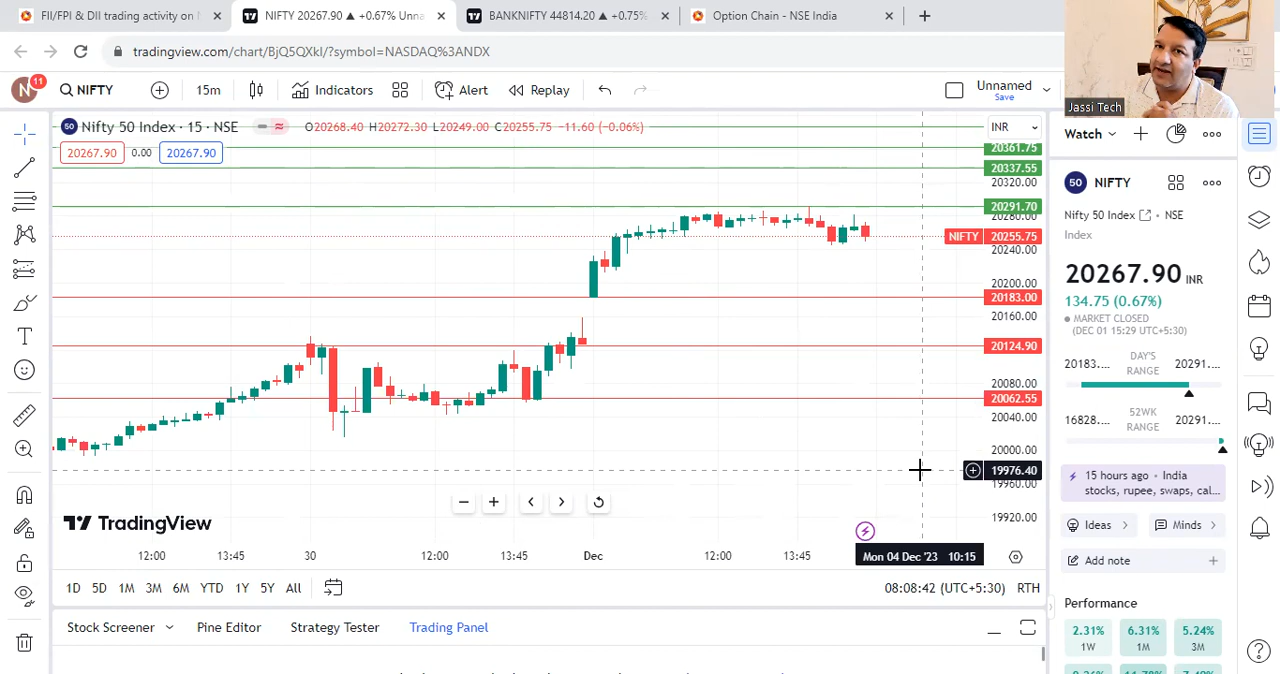 FII/FPI & DII trading activity on N
NIFTY 20267.90 ▲ +0.67% Unna
BANKNIFTY 44814.20 ▲ +0.75%
Option Chain - NSE India
tradingview.com/chart/BjQ5QXkI/?symbol=NASDAQ%3ANDX
N
11
NIFTY
15m
Indicators
Alert
Replay
Unnamed
Save
Jassi Tech
50 Nifty 50 Index · 15 · NSE
O20268.40 H20272.30 L20249.00 C20255.75 -11.60 (-0.06%)
INR
20267.90
0.00
20267.90
20361.75
20337.55
20320.00
20291.70
20280.00
NIFTY 20255.75
20240.00
20200.00
20183.00
20160.00
20124.90
20080.00
20062.55
20040.00
20000.00
19976.40
19960.00
19920.00
TradingView
12:00 13:45 30 12:00 13:45 Dec 12:00 13:45
Mon 04 Dec '23 10:15
1D 5D 1M 3M 6M YTD 1Y 5Y All
08:08:42 (UTC+5:30) RTH
Stock Screener
Pine Editor
Strategy Tester
Trading Panel
Watch
50 NIFTY
Nifty 50 Index · NSE
Index
20267.90 INR
134.75 (0.67%)
MARKET CLOSED
(DEC 01 15:29 UTC+5:30)
20183.... DAY'S RANGE 20291....
16828.... 52WK RANGE 20291....
15 hours ago · India
stocks, rupee, swaps, cal...
Ideas
Minds
Add note
Performance
2.31% 6.31% 5.24%
1W 1M 3M